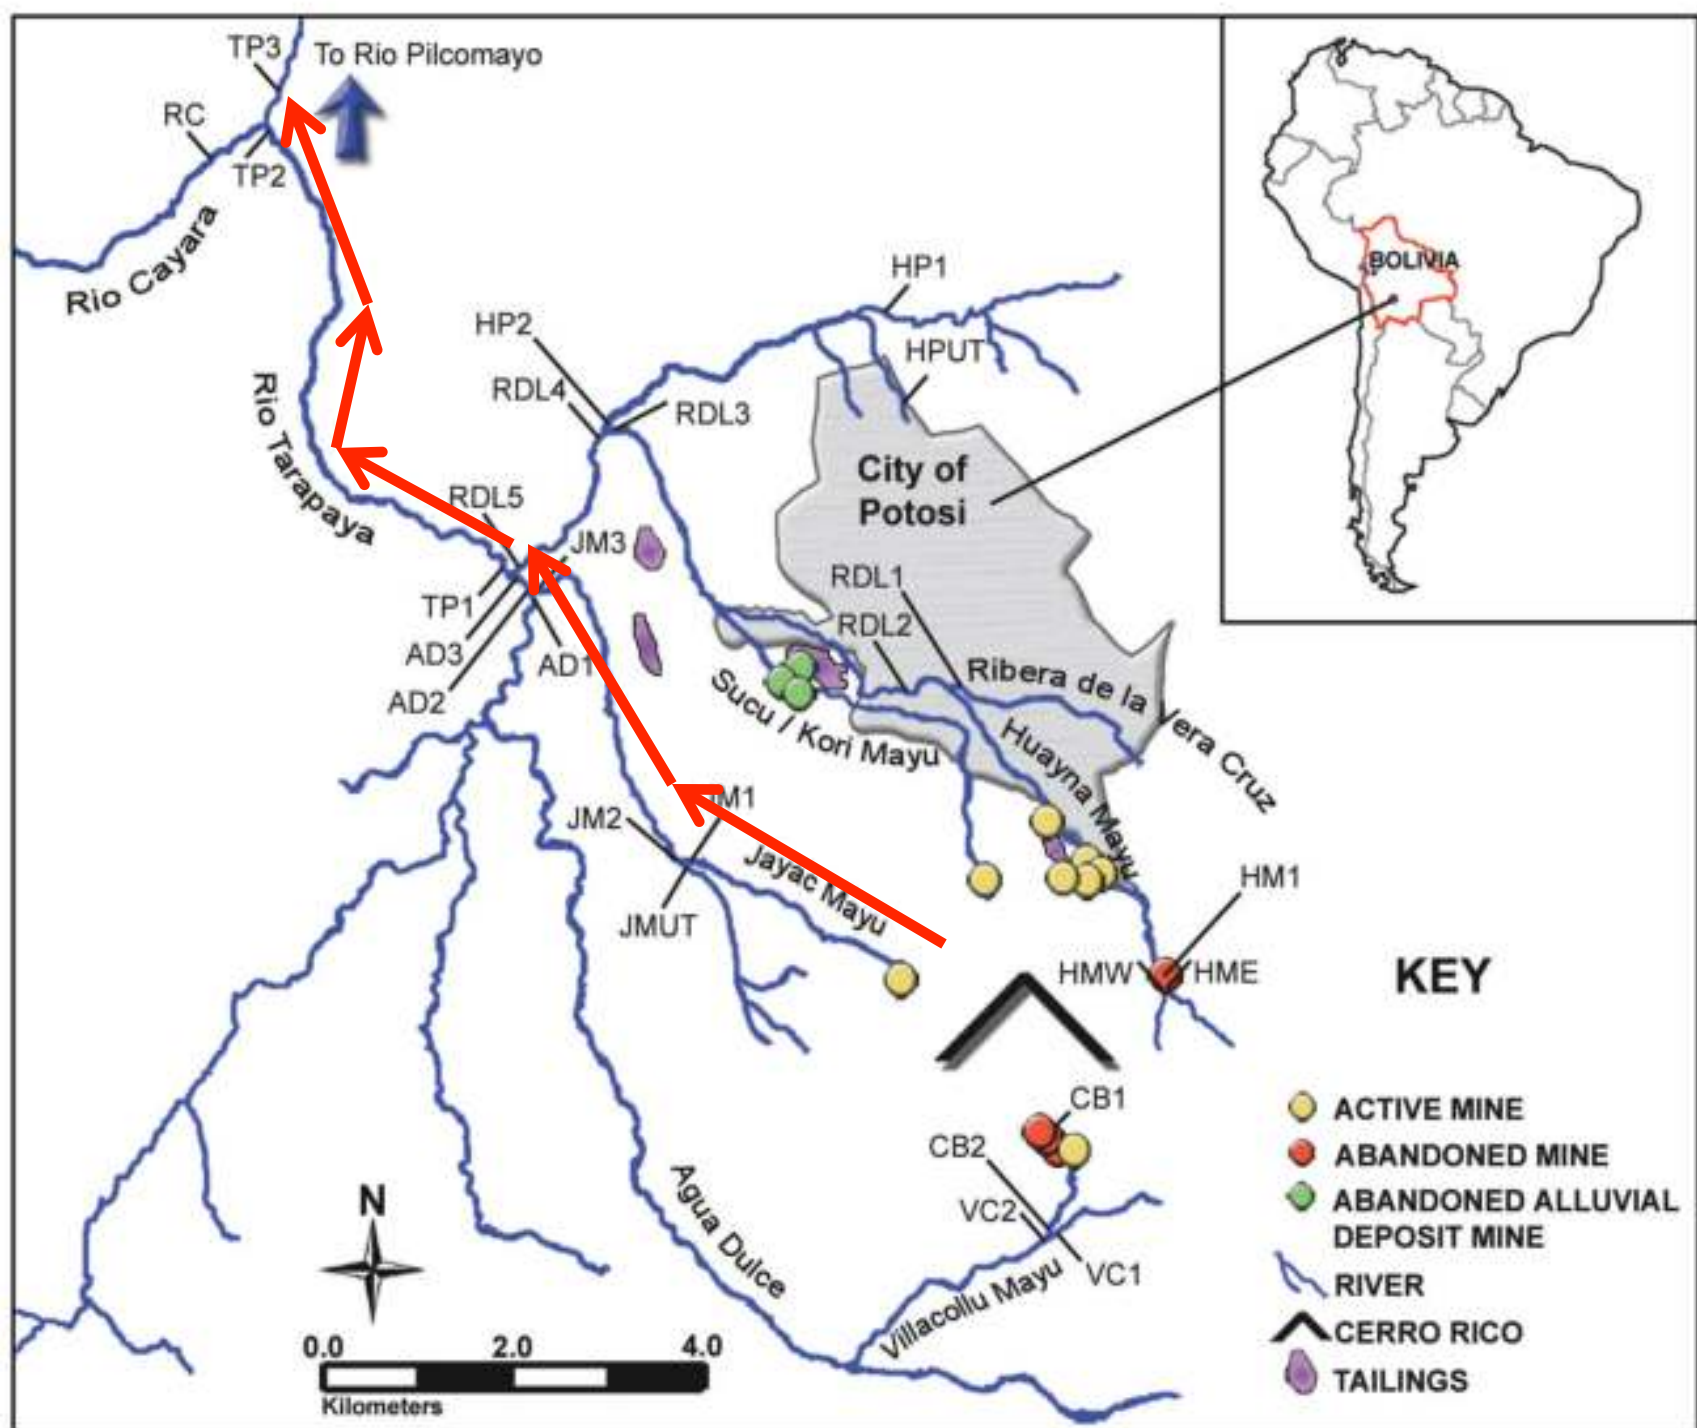 TP3
To Rio Pilcomayo
RC
TP2
Rio Cayara
BOLIVIA
HP1
HP2
HPUT
RDL4
RDL3
Rio Tarapaya
City of
Potosi
RDL5
JM3
RDL1
TP1
RDL2
AD3
AD1
Ribera de la Vera Cruz
AD2
Sucu / Kori Mayu
Huayna Mayu
JM1
JM2
Jayac Mayu
HM1
JMUT
HMW
HME
KEY
CB1
ACTIVE MINE
CB2
ABANDONED MINE
Agua Dulce
N
VC2
ABANDONED ALLUVIAL
DEPOSIT MINE
VC1
Villacollu Mayu
RIVER
CERRO RICO
0.0 2.0 4.0
TAILINGS
Kilometers